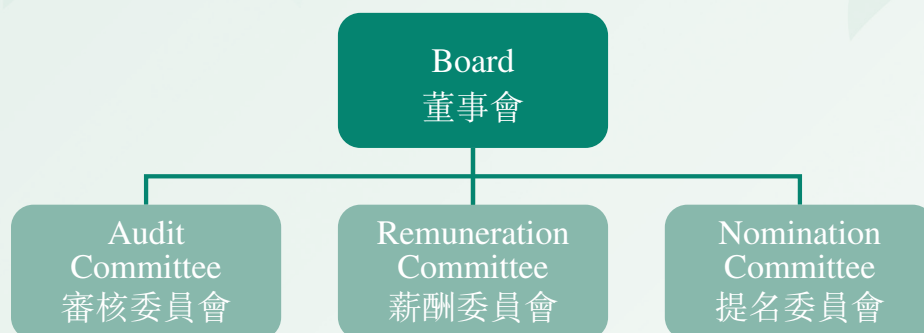 Board
董事會
Audit
Committee
審核委員會
Remuneration
Committee
薪酬委員會
Nomination
Committee
提名委員會